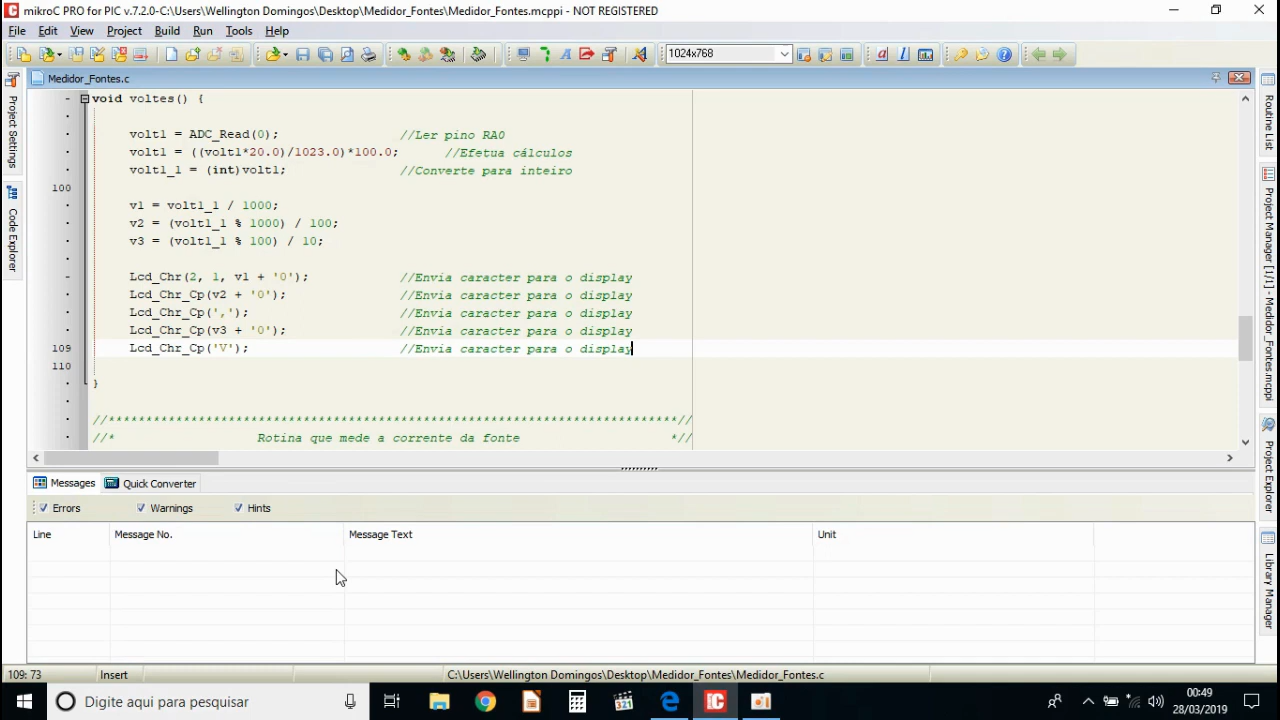 mikroC PRO for PIC v.7.2.0-C:\Users\Wellington Domingos\Desktop\Medidor_Fontes\Medidor_Fontes.mcppi - NOT REGISTERED
File Edit View Project Build Run Tools Help
1024x768
Medidor_Fontes.c
void voltes() {
volt1 = ADC_Read(0); //Ler pino RA0
volt1 = ((volt1*20.0)/1023.0)*100.0; //Efetua cálculos
volt1_1 = (int)volt1; //Converte para inteiro
100
v1 = volt1_1 / 1000;
v2 = (volt1_1 % 1000) / 100;
v3 = (volt1_1 % 100) / 10;
Lcd_Chr(2, 1, v1 + '0'); //Envia caracter para o display
Lcd_Chr_Cp(v2 + '0'); //Envia caracter para o display
Lcd_Chr_Cp(','); //Envia caracter para o display
Lcd_Chr_Cp(v3 + '0'); //Envia caracter para o display
109 Lcd_Chr_Cp('V'); //Envia caracter para o display
110
}
//****************************************************************************//
//* Rotina que mede a corrente da fonte *//
Project Settings
Code Explorer
Routine List
Project Manager [1/1] - Medidor_Fontes.mcppi
Project Explorer
Library Manager
Messages Quick Converter
Errors Warnings Hints
Line Message No. Message Text Unit
109: 73 Insert C:\Users\Wellington Domingos\Desktop\Medidor_Fontes\Medidor_Fontes.c
Digite aqui para pesquisar
321
00:49
28/03/2019